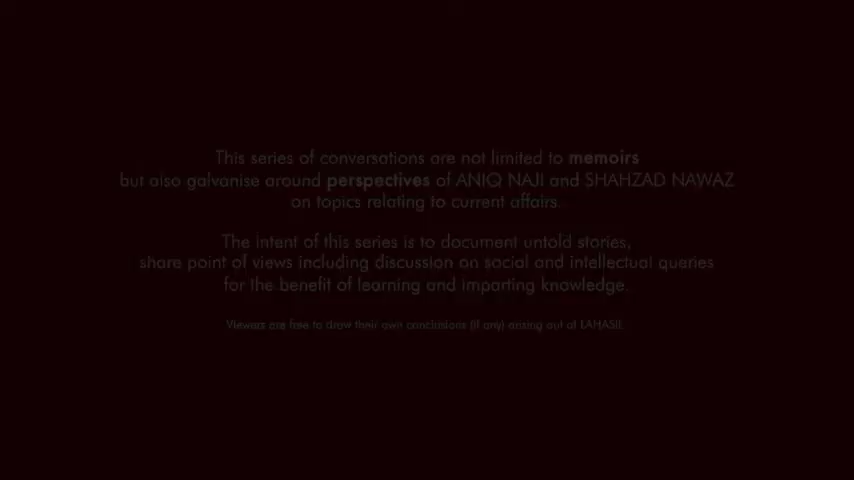 This series of conversations are not limited to memoirs
but also galvanise around perspectives of ANIQ NAJI and SHAHZAD NAWAZ
on topics relating to current affairs.
The intent of this series is to document untold stories,
share point of views including discussion on social and intellectual queries
for the benefit of learning and imparting knowledge.
Viewers are free to draw their own conclusions (if any) arising out of LAHASIL